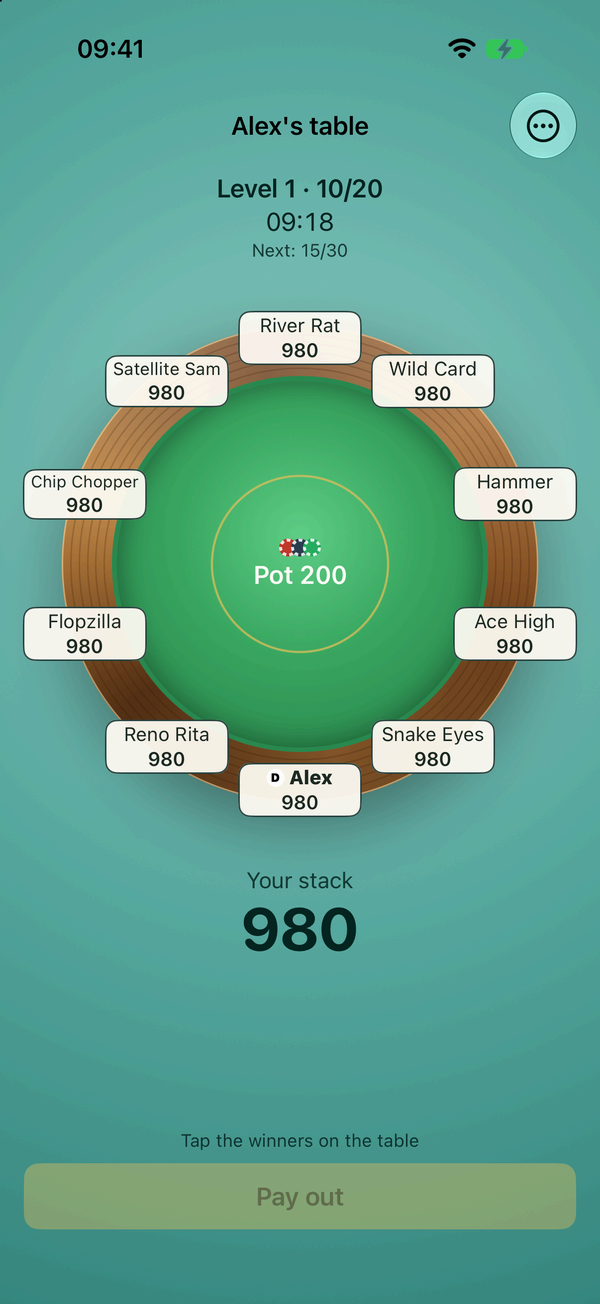 09:41
Alex's table
Level 1 · 10/20
09:18
Next: 15/30
River Rat
980
Satellite Sam
980
Wild Card
980
Chip Chopper
980
Hammer
980
Pot 200
Flopzilla
980
Ace High
980
Reno Rita
980
Snake Eyes
980
D Alex
980
Your stack
980
Tap the winners on the table
Pay out